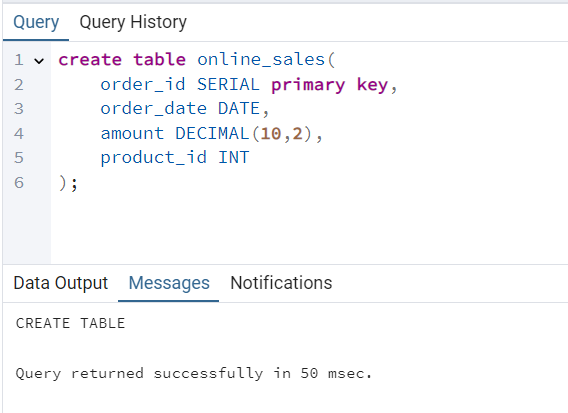 Query Query History
1 create table online_sales(
2 order_id SERIAL primary key,
3 order_date DATE,
4 amount DECIMAL(10,2),
5 product_id INT
6 );
Data Output Messages Notifications
CREATE TABLE
Query returned successfully in 50 msec.